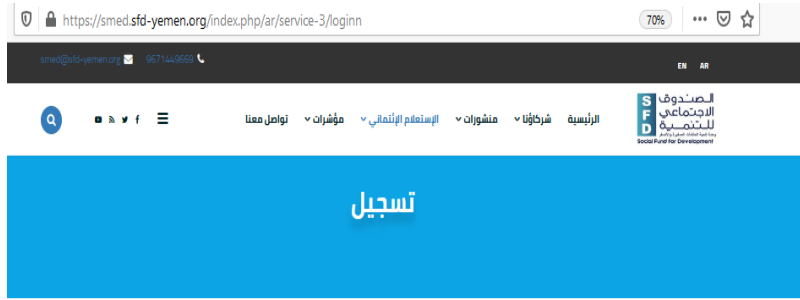 https://smed.sfd-yemen.org/index.php/ar/service-3/loginn
70%
smed@sfd-yemen.org
9671449669
EN AR
الصندوق
الاجتماعي
للتنمية
SFD
Social Fund for Development
الرئيسية شركاؤنا منشورات الإستعلام الإئتماني مؤشرات تواصل معنا
تسجيل